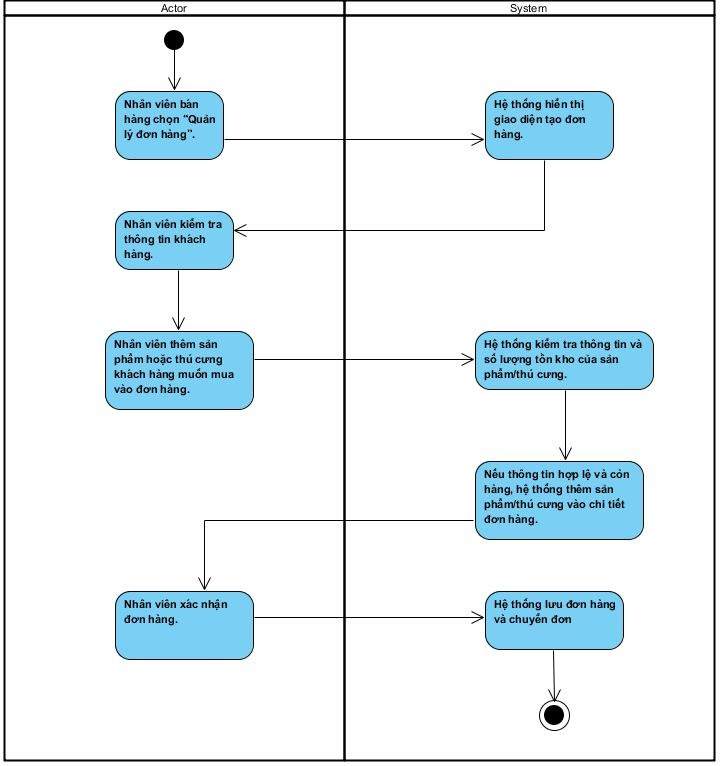 Actor
System
Nhân viên bán
hàng chọn "Quản
lý đơn hàng".
Hệ thống hiển thị
giao diện tạo đơn
hàng.
Nhân viên kiểm tra
thông tin khách
hàng.
Nhân viên thêm sản
phẩm hoặc thú cưng
khách hàng muốn mua
vào đơn hàng.
Hệ thống kiểm tra thông tin và
số lượng tồn kho của sản
phẩm/thú cưng.
Nếu thông tin hợp lệ và còn
hàng, hệ thống thêm sản
phẩm/thú cưng vào chi tiết
đơn hàng.
Nhân viên xác nhận
đơn hàng.
Hệ thống lưu đơn hàng
và chuyển đơn